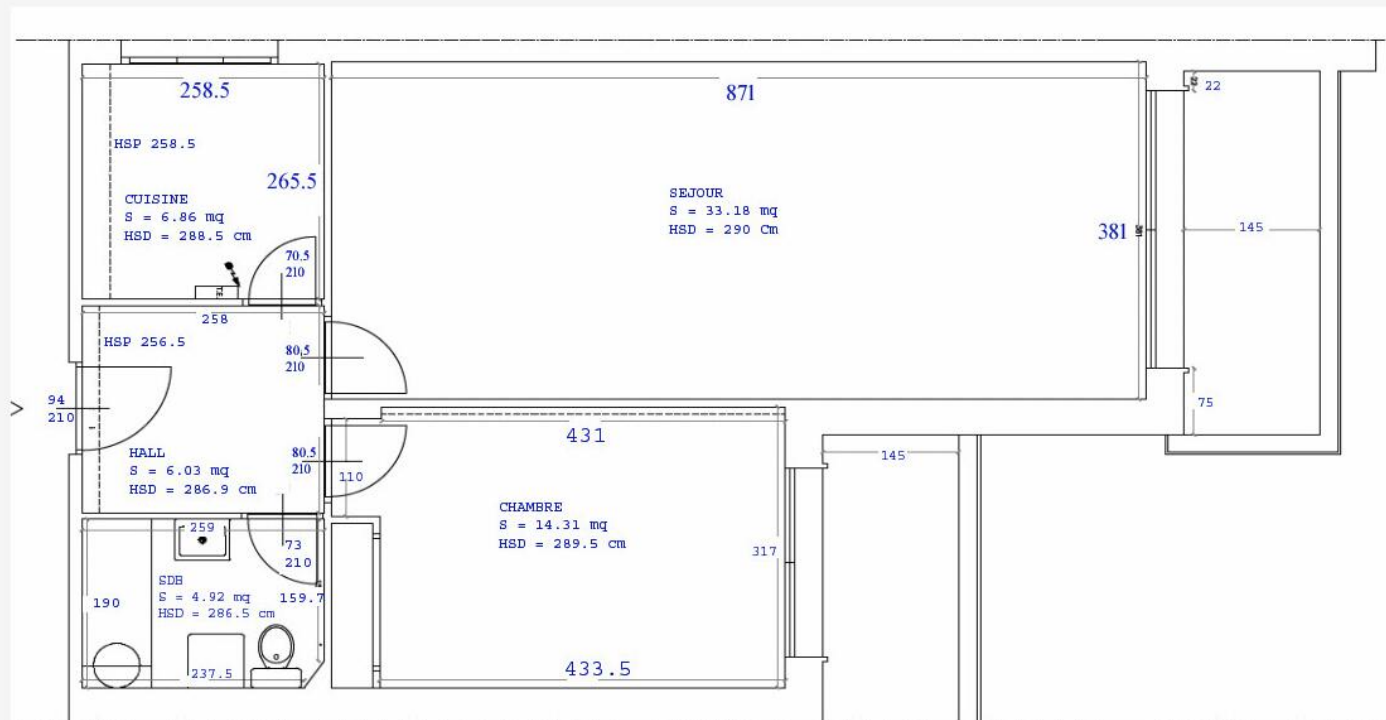 258.5
871
22
22
HSP 258.5
265.5
CUISINE
S = 6.86 mq
HSD = 288.5 cm
SEJOUR
S = 33.18 mq
HSD = 290 Cm
381
381
145
70.5
210
T.E
258
HSP 256.5
80.5
210
94
210
75
431
HALL
S = 6.03 mq
HSD = 286.9 cm
80.5
210
110
145
CHAMBRE
S = 14.31 mq
HSD = 289.5 cm
317
259
73
210
SDB
S = 4.92 mq
HSD = 286.5 cm
190
159.7
237.5
433.5